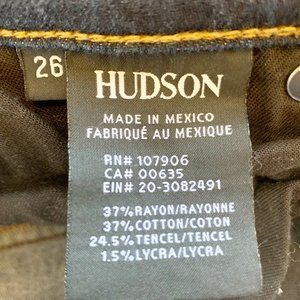 26
HUDSON
MADE IN MEXICO
FABRIQUÉ AU MEXIQUE
RN# 107906
CA# 00635
EIN# 20-3082491
37%RAYON/RAYONNE
37%COTTON/COTON
24.5%TENCEL/TENCEL
1.5%LYCRA/LYCRA